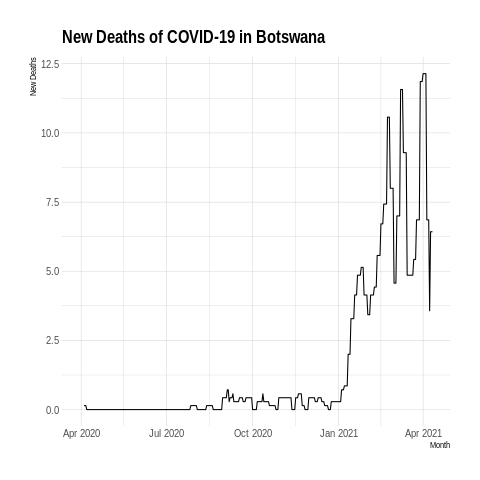 New Deaths of COVID-19 in Botswana
New Deaths
12.5
10.0
7.5
5.0
2.5
0.0
Apr 2020 Jul 2020 Oct 2020 Jan 2021 Apr 2021
Month